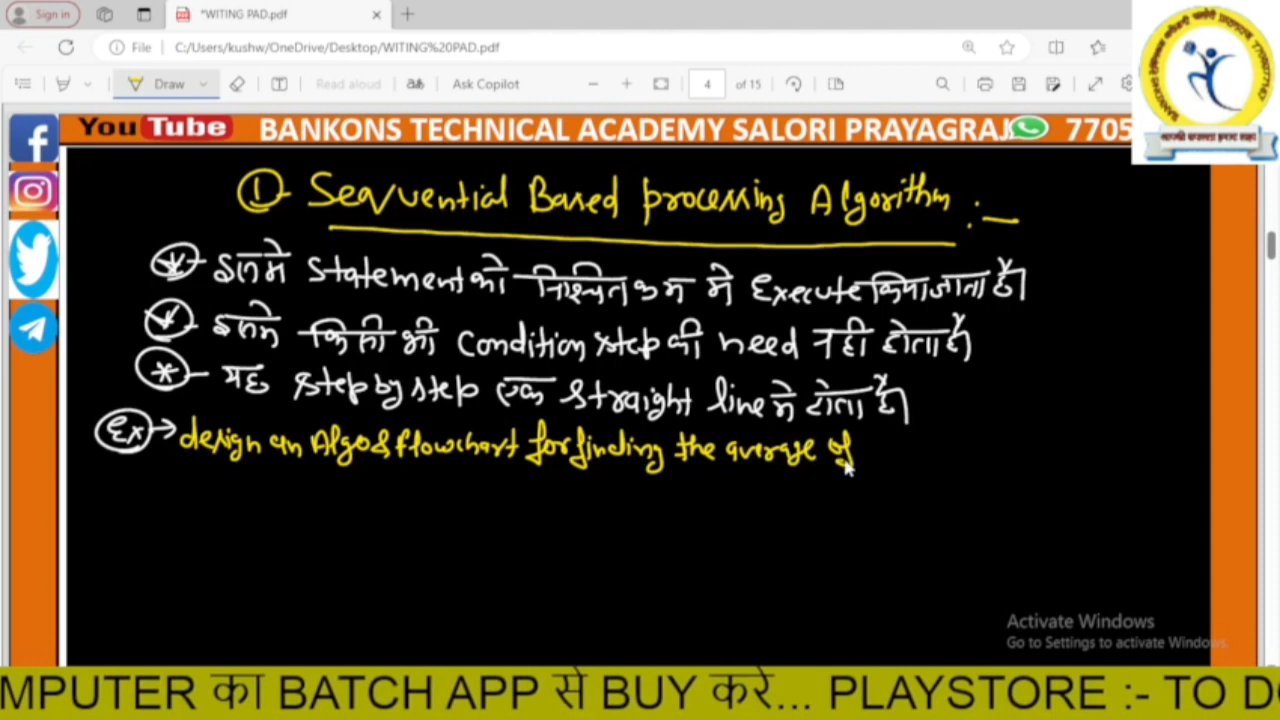 Sign in
*WITING PAD.pdf
File C:/Users/kushw/OneDrive/Desktop/WITING%20PAD.pdf
Draw Read aloud Ask Copilot 4 of 15
YouTube BANKONS TECHNICAL ACADEMY SALORI PRAYAGRAJ 7705
① Sequential Based processing Algorithm :-
* इसमे Statement को निश्चित क्रम मे Execute किया जाता है।
* इसमे किसी भी Condition step की need नही होता है।
* यह step by step एक straight line मे होता है।
Ex → design an Algo & flowchart for finding the average of
Activate Windows
Go to Settings to activate Windows.
MPUTER का BATCH APP से BUY करे... PLAYSTORE :- TO D